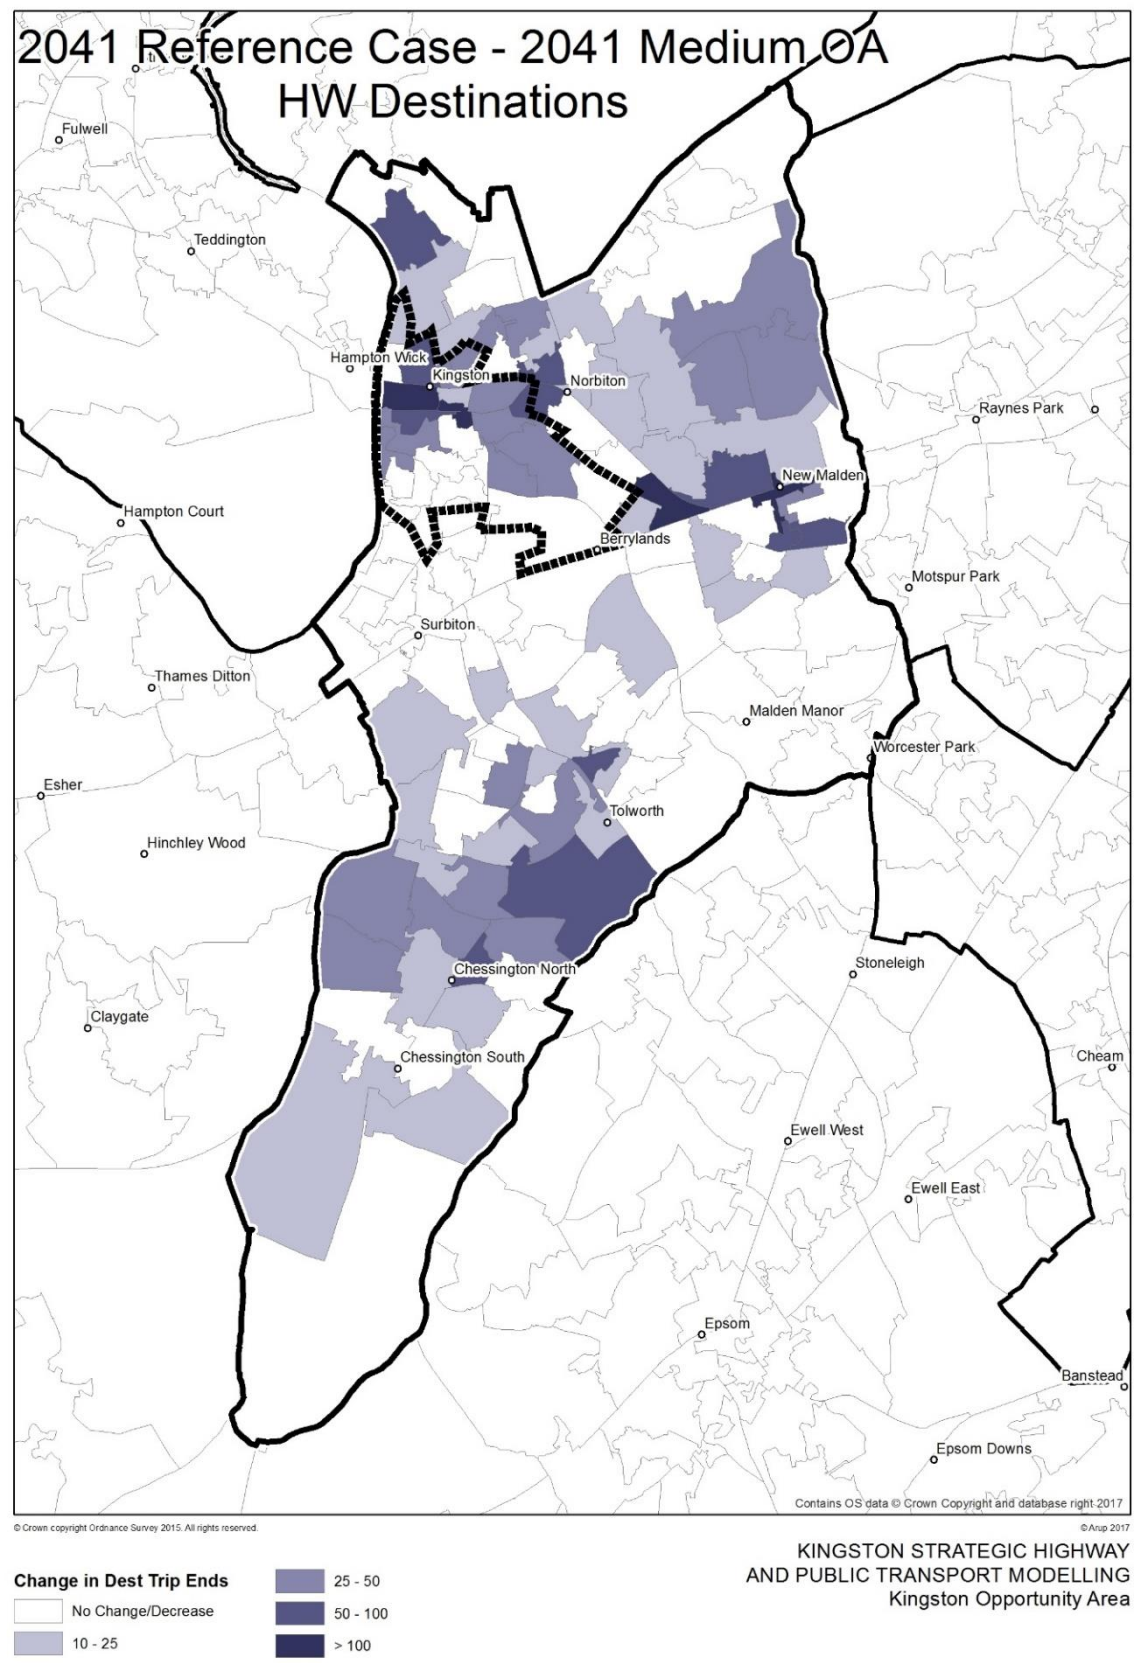 2041 Reference Case - 2041 Medium OA
HW Destinations
Fulwell
Teddington
Hampton Wick
Kingston
Norbiton
Raynes Park
New Malden
Hampton Court
Berrylands
Motspur Park
Surbiton
Thames Ditton
Malden Manor
Worcester Park
Esher
Tolworth
Hinchley Wood
Stoneleigh
Chessington North
Claygate
Chessington South
Cheam
Ewell West
Ewell East
Epsom
Banstead
Epsom Downs
Contains OS data © Crown Copyright and database right 2017
© Crown copyright Ordnance Survey 2015. All rights reserved.
© Arup 2017
KINGSTON STRATEGIC HIGHWAY
AND PUBLIC TRANSPORT MODELLING
Kingston Opportunity Area
Change in Dest Trip Ends
No Change/Decrease
10 - 25
25 - 50
50 - 100
> 100